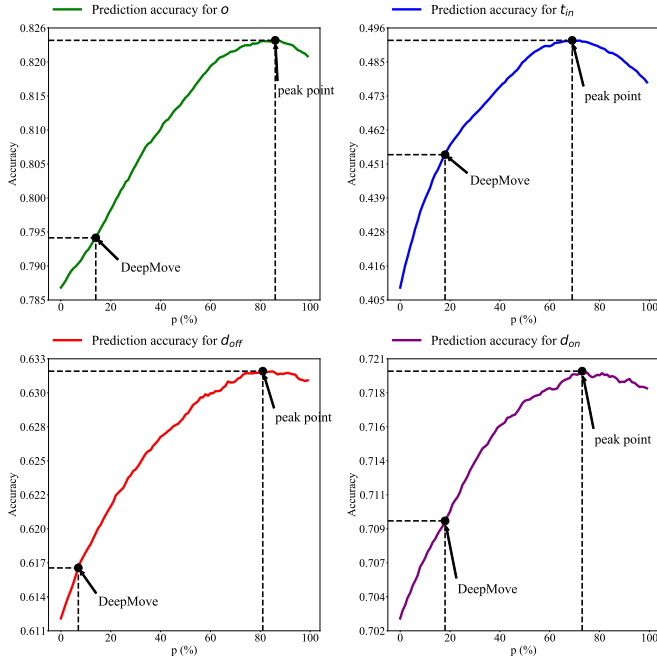 Prediction accuracy for o
Accuracy
0.826
0.820
0.815
0.810
0.805
0.800
0.795
0.790
0.785
peak point
DeepMove
0 20 40 60 80 100
p (%)
Prediction accuracy for t_in
Accuracy
0.496
0.485
0.473
0.462
0.451
0.439
0.428
0.416
0.405
peak point
DeepMove
0 20 40 60 80 100
p (%)
Prediction accuracy for d_off
Accuracy
0.633
0.630
0.628
0.625
0.622
0.620
0.617
0.614
0.611
peak point
DeepMove
0 20 40 60 80 100
p (%)
Prediction accuracy for d_on
Accuracy
0.721
0.718
0.716
0.714
0.711
0.709
0.707
0.704
0.702
peak point
DeepMove
0 20 40 60 80 100
p (%)